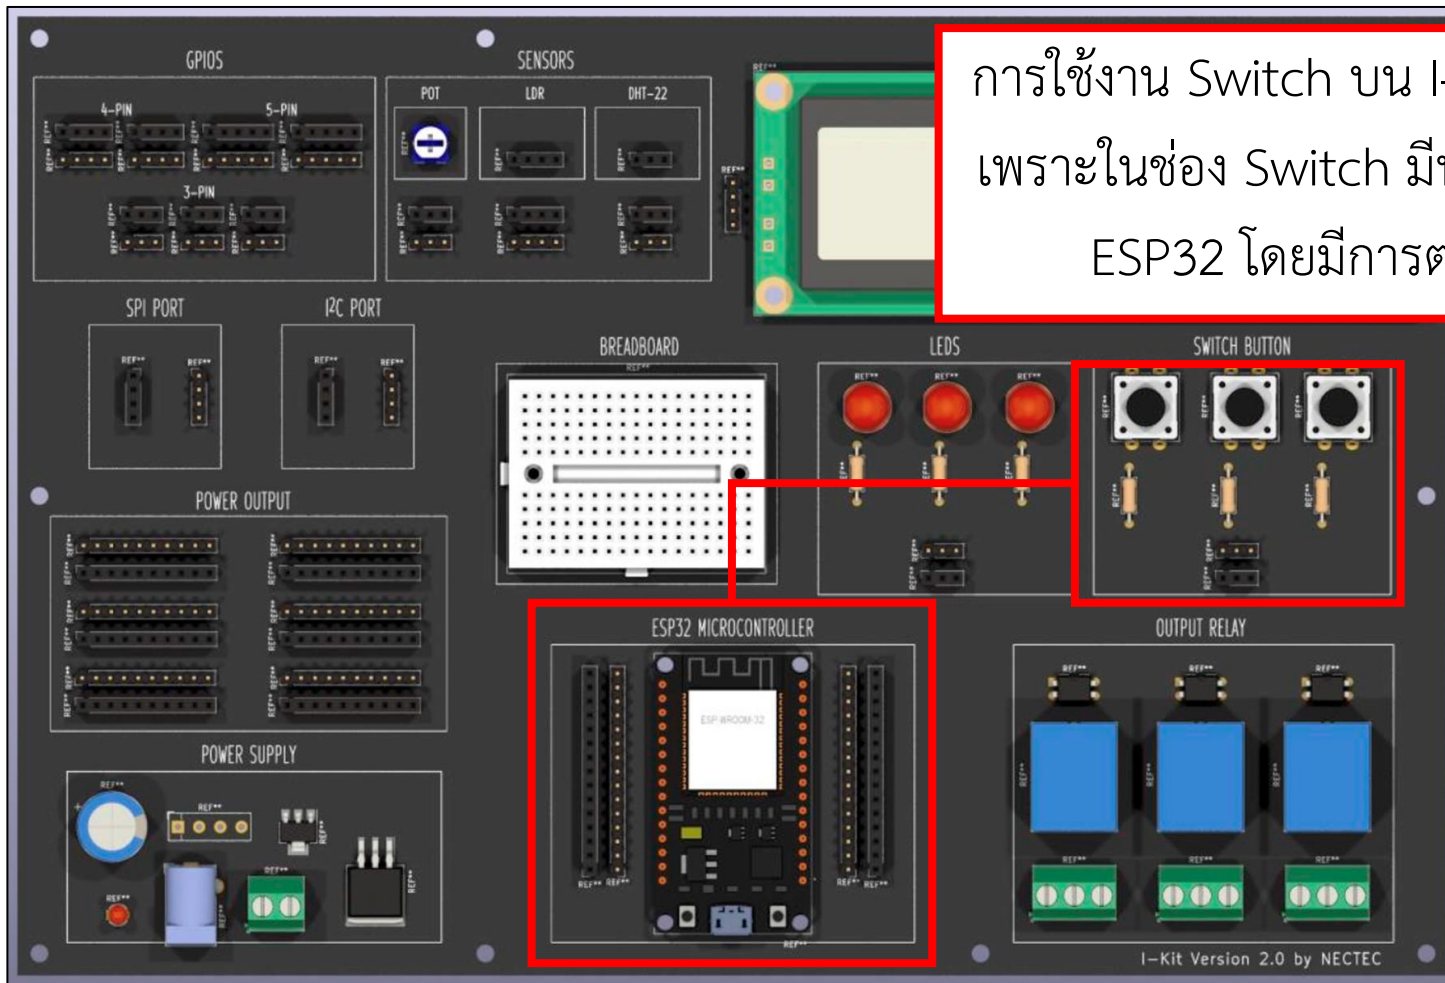 การใช้งาน Switch บน I-
เพราะในช่อง Switch มี
ESP32 โดยมีการต
GPIOS
SENSORS
4-PIN
5-PIN
3-PIN
POT
LDR
DHT-22
SPI PORT
I²C PORT
BREADBOARD
LEDS
SWITCH BUTTON
POWER OUTPUT
ESP32 MICROCONTROLLER
ESP-WROOM-32
OUTPUT RELAY
POWER SUPPLY
REF**
I-Kit Version 2.0 by NECTEC